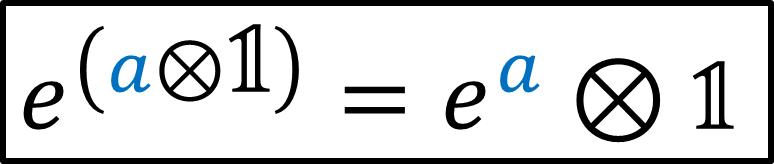 e^(a⊗𝟙) = e^a ⊗ 𝟙